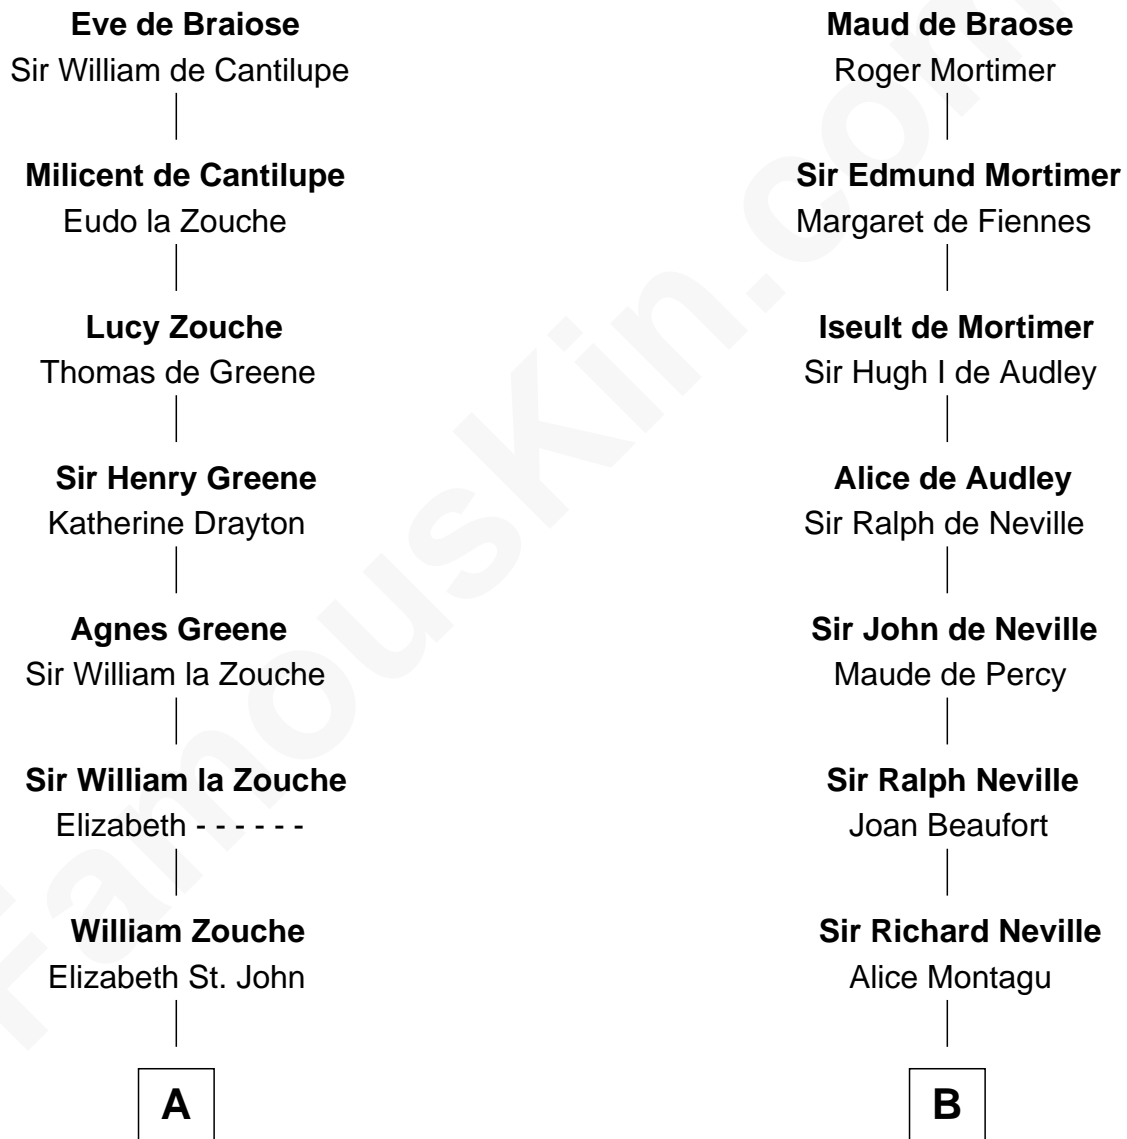 Eve de Braiose
Sir William de Cantilupe
Milicent de Cantilupe
Eudo la Zouche
Lucy Zouche
Thomas de Greene
Sir Henry Greene
Katherine Drayton
Agnes Greene
Sir William la Zouche
Sir William la Zouche
Elizabeth - - - - - -
William Zouche
Elizabeth St. John
A
Maud de Braose
Roger Mortimer
Sir Edmund Mortimer
Margaret de Fiennes
Iseult de Mortimer
Sir Hugh I de Audley
Alice de Audley
Sir Ralph de Neville
Sir John de Neville
Maude de Percy
Sir Ralph Neville
Joan Beaufort
Sir Richard Neville
Alice Montagu
B
FamousKin.com